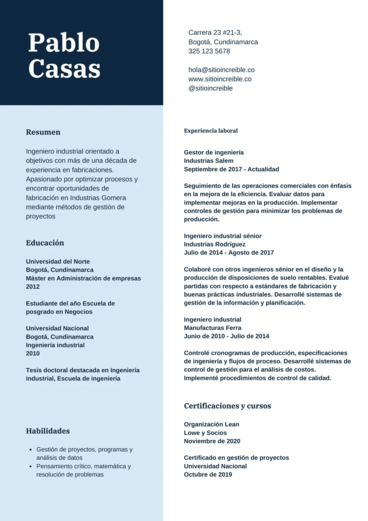 Pablo
Casas
Carrera 23 #21-3,
Bogotá, Cundinamarca
325 123 5678
hola@sitioincreible.co
www.sitioincreible.co
@sitioincreible
Resumen
Ingeniero industrial orientado a
objetivos con más de una década de
experiencia en fabricaciones.
Apasionado por optimizar procesos y
encontrar oportunidades de
fabricación en Industrias Gomera
mediante métodos de gestión de
proyectos
Educación
Universidad del Norte
Bogotá, Cundinamarca
Máster en Administración de empresas
2012
Estudiante del año Escuela de
posgrado en Negocios
Universidad Nacional
Bogotá, Cundinamarca
Ingeniería industrial
2010
Tesis doctoral destacada en Ingeniería
industrial, Escuela de ingeniería
Habilidades
• Gestión de proyectos, programas y
análisis de datos
• Pensamiento crítico, matemática y
resolución de problemas
Experiencia laboral
Gestor de ingeniería
Industrias Salem
Septiembre de 2017 - Actualidad
Seguimiento de las operaciones comerciales con énfasis
en la mejora de la eficiencia. Evaluar datos para
implementar mejoras en la producción. Implementar
controles de gestión para minimizar los problemas de
producción.
Ingeniero industrial sénior
Industrias Rodríguez
Julio de 2014 - Agosto de 2017
Colaboré con otros ingenieros sénior en el diseño y la
producción de disposiciones de suelo rentables. Evalué
partidas con respecto a estándares de fabricación y
buenas prácticas industriales. Desarrollé sistemas de
gestión de la información y planificación.
Ingeniero industrial
Manufacturas Ferra
Junio de 2010 - Julio de 2014
Controlé cronogramas de producción, especificaciones
de ingeniería y flujos de proceso. Desarrollé sistemas de
control de gestión para el análisis de costos.
Implementé procedimientos de control de calidad.
Certificaciones y cursos
Organización Lean
Lowe y Socios
Noviembre de 2020
Certificado en gestión de proyectos
Universidad Nacional
Octubre de 2019